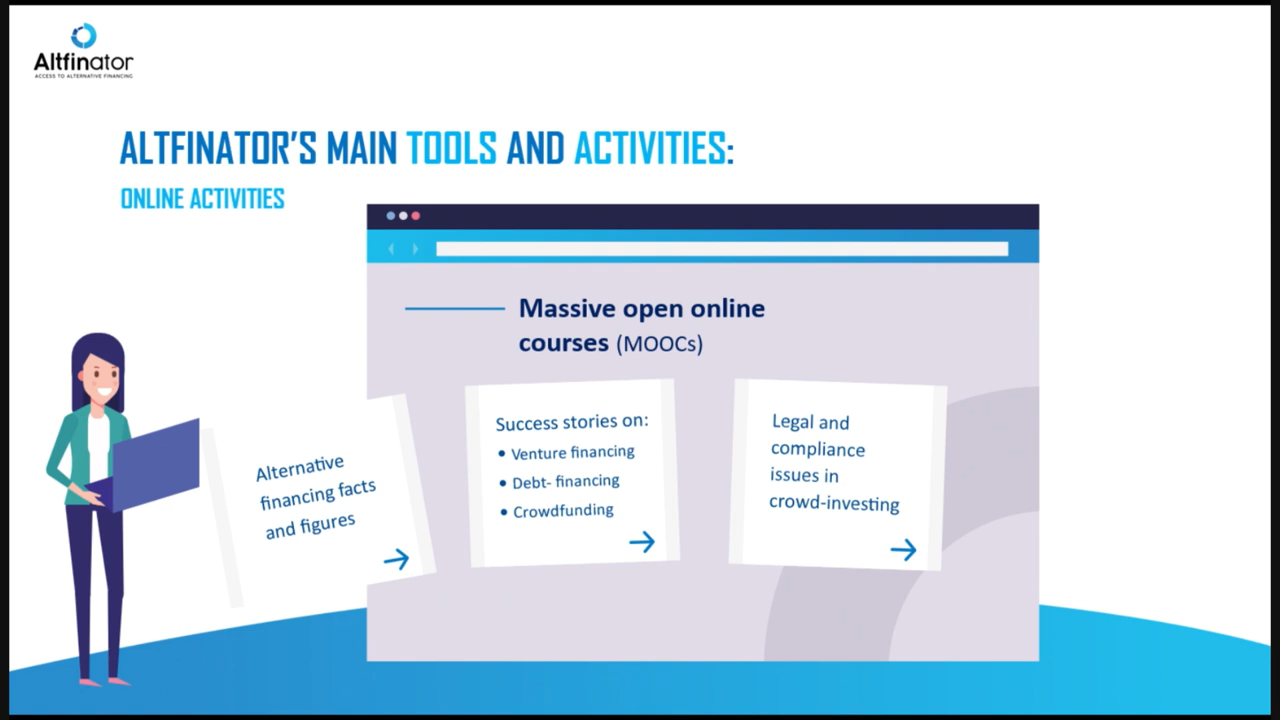 Altfinator
ACCESS TO ALTERNATIVE FINANCING
ALTFINATOR'S MAIN TOOLS AND ACTIVITIES:
ONLINE ACTIVITIES
Massive open online
courses (MOOCs)
Alternative
financing facts
and figures
Success stories on:
• Venture financing
• Debt- financing
• Crowdfunding
Legal and
compliance
issues in
crowd-investing